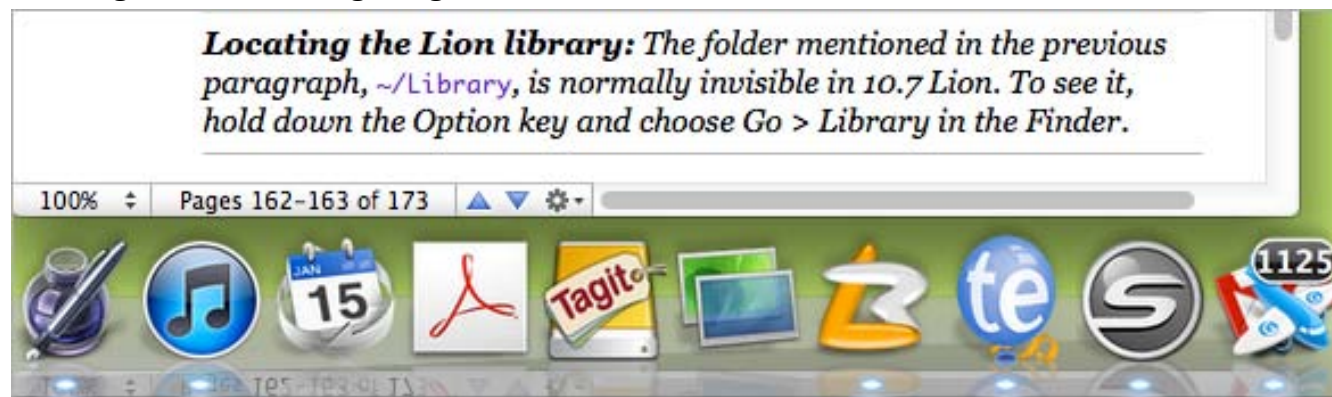 Locating the Lion library: The folder mentioned in the previous
paragraph, ~/Library, is normally invisible in 10.7 Lion. To see it,
hold down the Option key and choose Go > Library in the Finder.
100% Pages 162–163 of 173
JAN
15
Tagit
te
S
1125